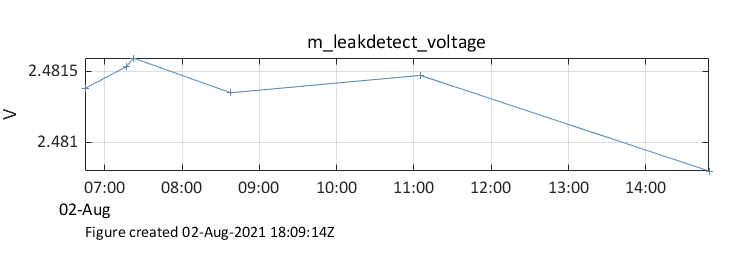 m_leakdetect_voltage
2.4815
2.481
V
07:00 08:00 09:00 10:00 11:00 12:00 13:00 14:00
02-Aug
Figure created 02-Aug-2021 18:09:14Z